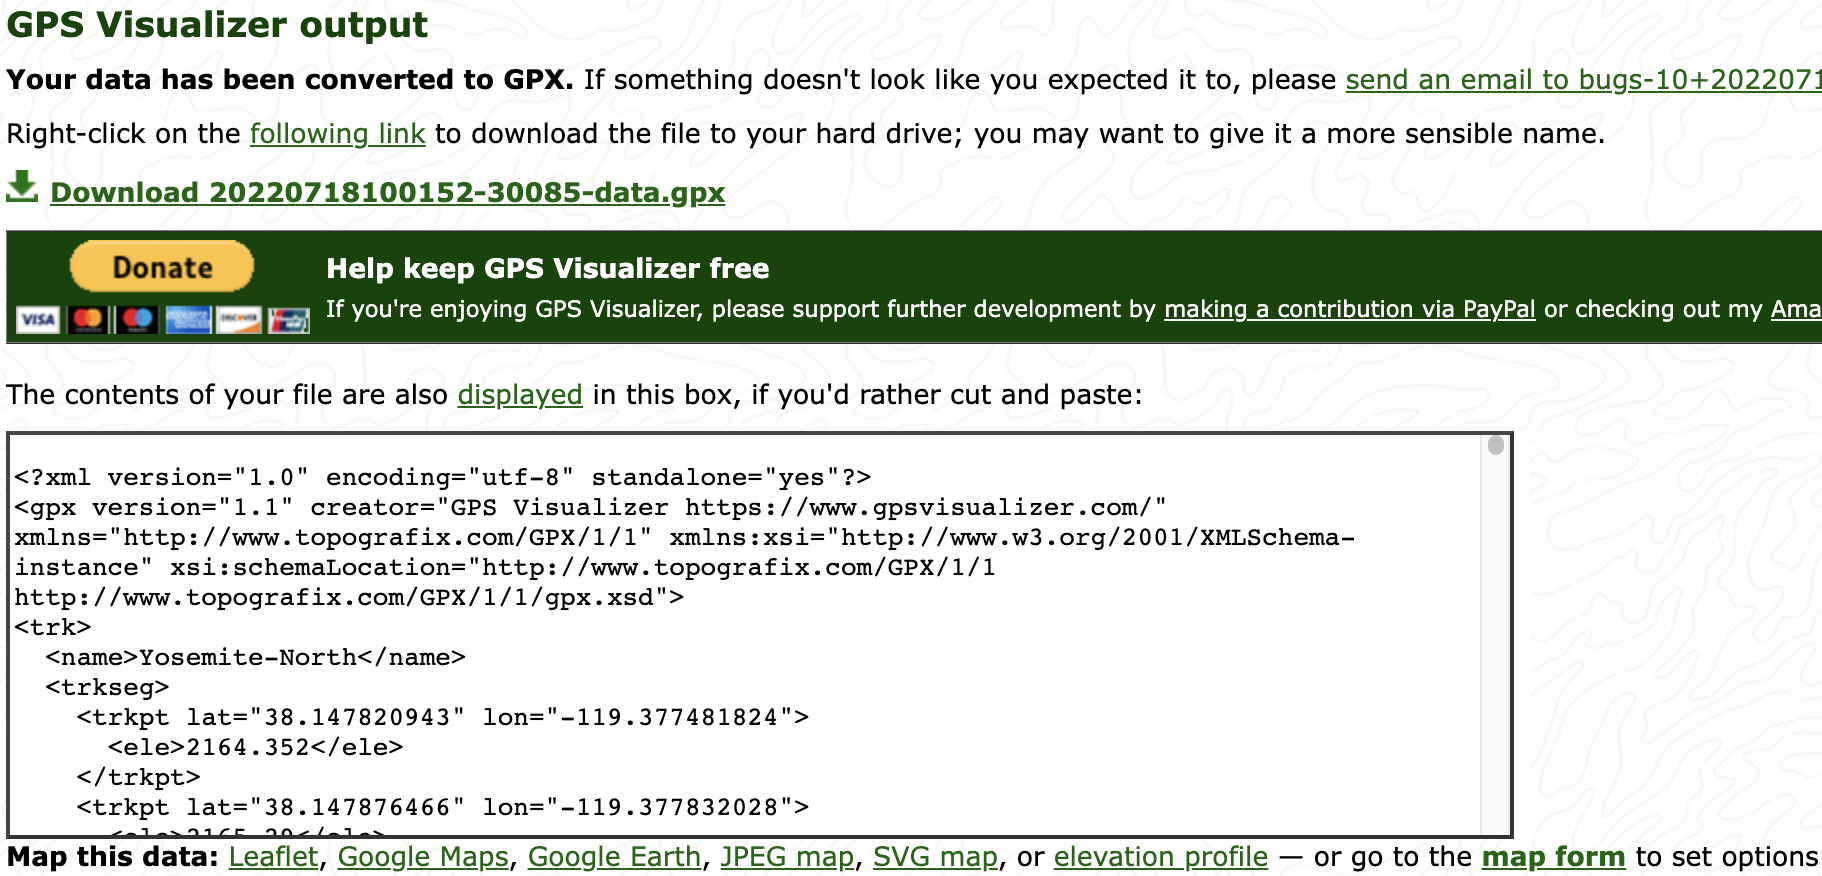 GPS Visualizer output
Your data has been converted to GPX. If something doesn't look like you expected it to, please send an email to bugs-10+2022071
Right-click on the following link to download the file to your hard drive; you may want to give it a more sensible name.
Download 20220718100152-30085-data.gpx
Donate
Help keep GPS Visualizer free
VISA
DISCOVER
If you're enjoying GPS Visualizer, please support further development by making a contribution via PayPal or checking out my Ama
The contents of your file are also displayed in this box, if you'd rather cut and paste:
<?xml version="1.0" encoding="utf-8" standalone="yes"?>
<gpx version="1.1" creator="GPS Visualizer https://www.gpsvisualizer.com/"
xmlns="http://www.topografix.com/GPX/1/1" xmlns:xsi="http://www.w3.org/2001/XMLSchema-
instance" xsi:schemaLocation="http://www.topografix.com/GPX/1/1
http://www.topografix.com/GPX/1/1/gpx.xsd">
<trk>
<name>Yosemite-North</name>
<trkseg>
<trkpt lat="38.147820943" lon="-119.377481824">
<ele>2164.352</ele>
</trkpt>
<trkpt lat="38.147876466" lon="-119.377832028">
Map this data: Leaflet, Google Maps, Google Earth, JPEG map, SVG map, or elevation profile — or go to the map form to set options